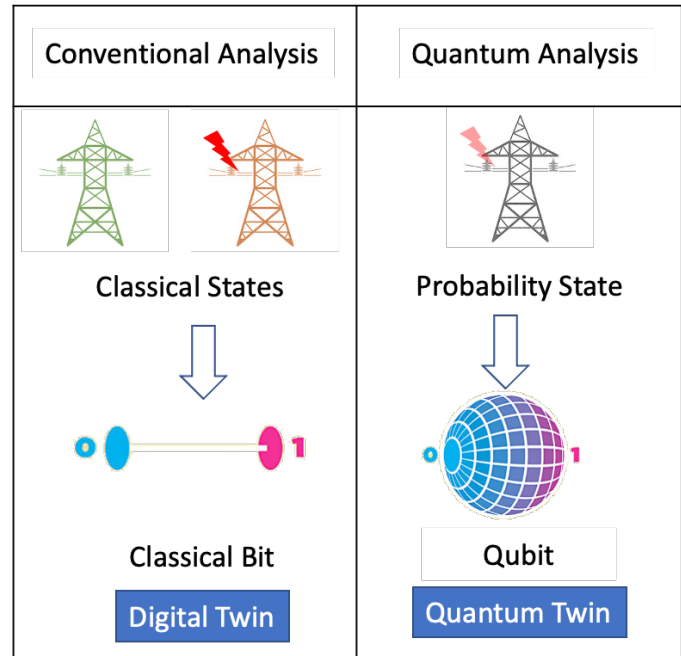 Conventional Analysis
Quantum Analysis
Classical States
Probability State
0
1
0
1
Classical Bit
Qubit
Digital Twin
Quantum Twin